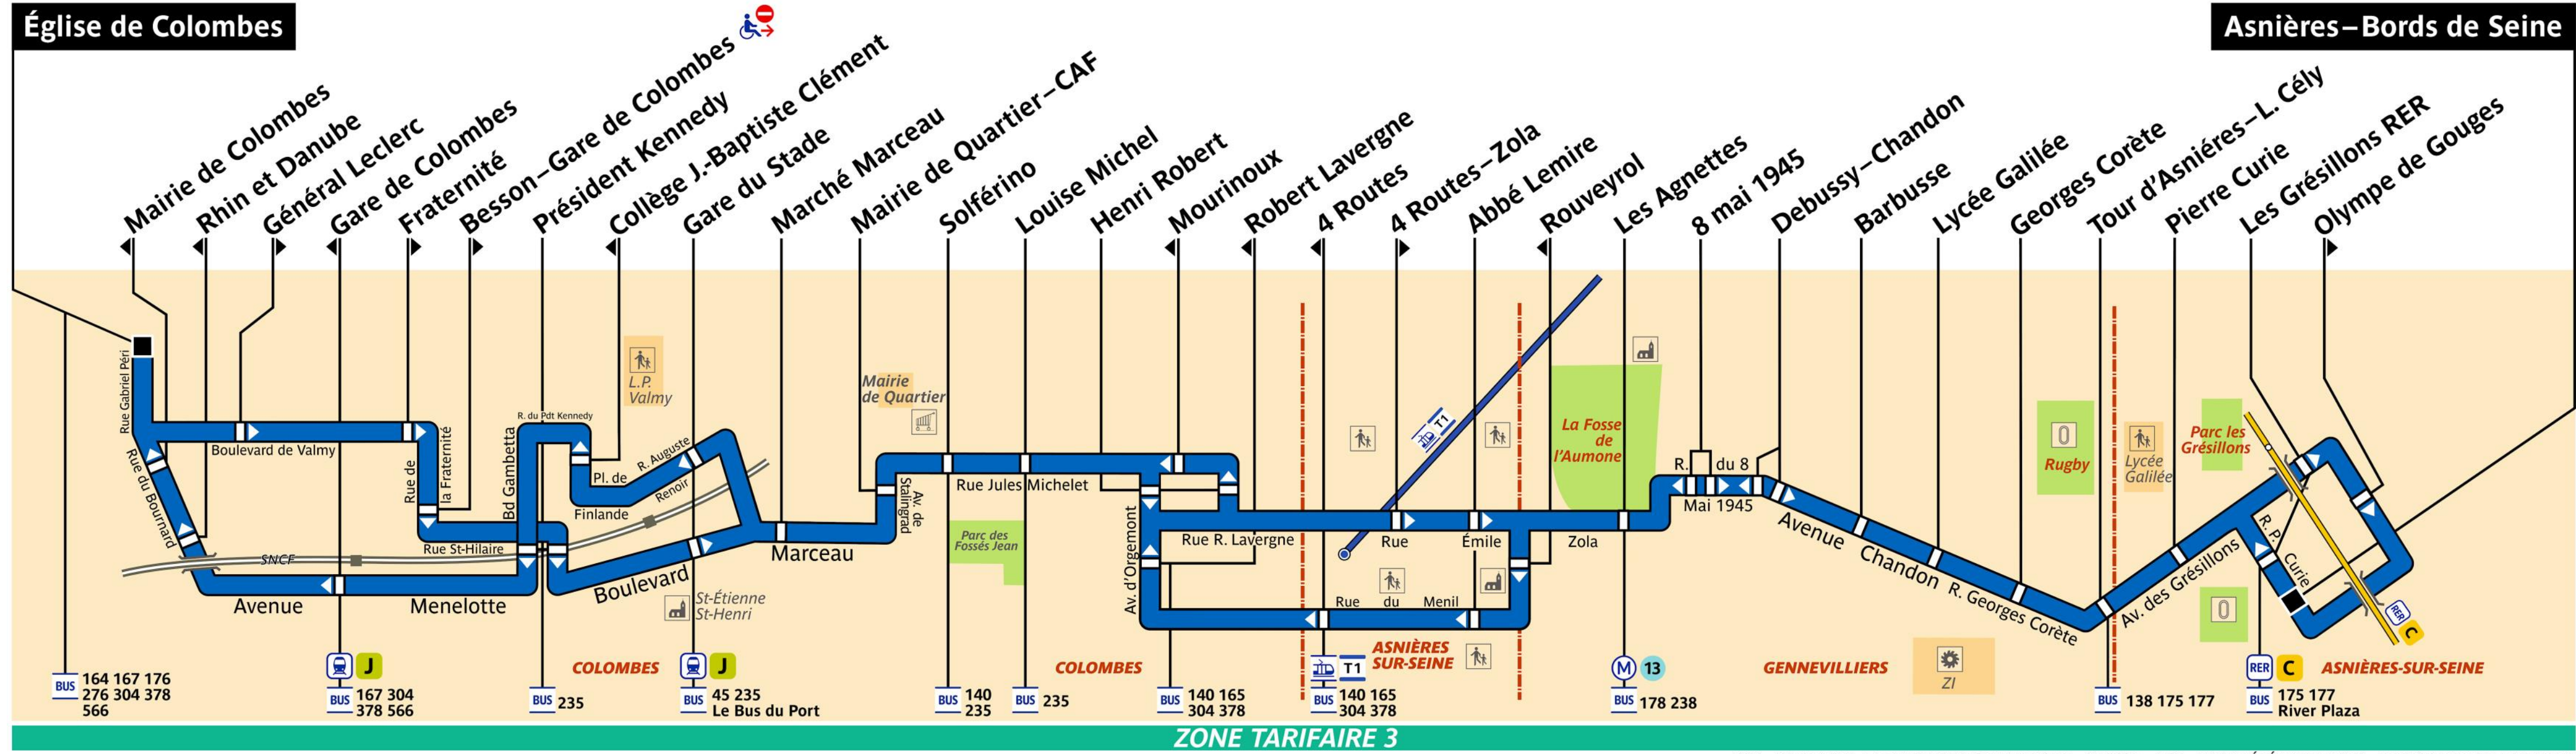 Église de Colombes
Asnières–Bords de Seine
Mairie de Colombes
Rhin et Danube
Général Leclerc
Gare de Colombes
Fraternité
Besson–Gare de Colombes
Président Kennedy
Collège J.-Baptiste Clément
Gare du Stade
Marché Marceau
Mairie de Quartier–CAF
Solférino
Louise Michel
Henri Robert
Mourinoux
Robert Lavergne
4 Routes
4 Routes–Zola
Abbé Lemire
Rouveyrol
Les Agnettes
8 mai 1945
Debussy–Chandon
Barbusse
Lycée Galilée
Georges Corète
Tour d'Asniéres–L. Cély
Pierre Curie
Les Grésillons RER
Olympe de Gouges
Rue Gabriel Péri
Rue du Bournard
Boulevard de Valmy
Rue de
la Fraternité
Bd Gambetta
R. du Pdt Kennedy
L.P.
Valmy
Pl. de
Finlande
R. Auguste
Renoir
Rue St-Hilaire
SNCF
Avenue
Menelotte
Boulevard
Marceau
St-Étienne
St-Henri
Mairie
de Quartier
Av. de
Stalingrad
Rue Jules Michelet
Parc des
Fossés Jean
Av. d'Orgemont
Rue R. Lavergne
T1
Rue
Émile
Zola
Rue
du
Menil
La Fosse
de
l'Aumone
R.
du 8
Mai 1945
Avenue
Chandon
R. Georges Corète
Rugby
Lycée
Galilée
Parc les
Grésillons
Av. des Grésillons
R. P.
Curie
RER
C
COLOMBES
COLOMBES
ASNIÈRES
SUR-SEINE
GENNEVILLIERS
ZI
ASNIÈRES-SUR-SEINE
BUS
164 167 176
276 304 378
566
J
BUS
167 304
378 566
BUS
235
J
BUS
45 235
Le Bus du Port
BUS
140
235
BUS
235
BUS
140 165
304 378
T1
BUS
140 165
304 378
M
13
BUS
178 238
BUS
138 175 177
RER
C
BUS
175 177
River Plaza
ZONE TARIFAIRE 3